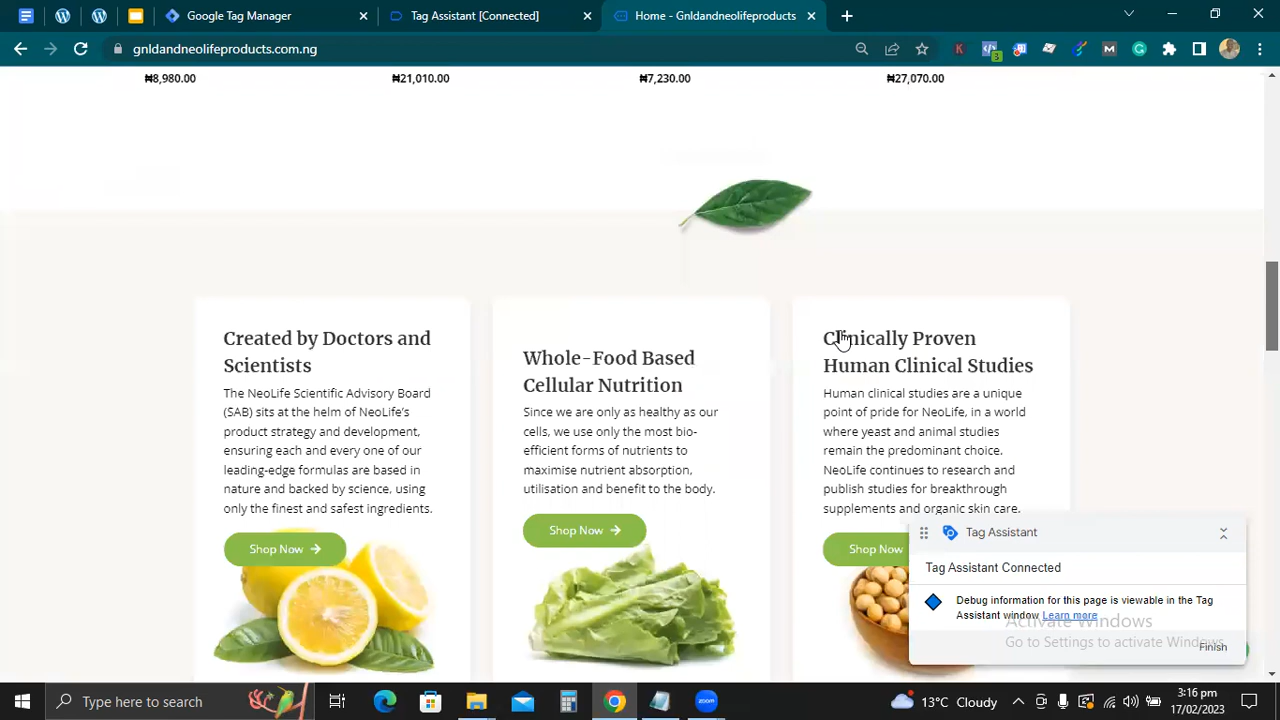 Google Tag Manager
Tag Assistant [Connected]
Home - Gnldandneolifeproducts
gnldandneolifeproducts.com.ng
3
₦8,980.00
₦21,010.00
₦7,230.00
₦27,070.00
Created by Doctors and
Scientists
The NeoLife Scientific Advisory Board
(SAB) sits at the helm of NeoLife's
product strategy and development,
ensuring each and every one of our
leading-edge formulas are based in
nature and backed by science, using
only the finest and safest ingredients.
Shop Now
Whole-Food Based
Cellular Nutrition
Since we are only as healthy as our
cells, we use only the most bio-
efficient forms of nutrients to
maximise nutrient absorption,
utilisation and benefit to the body.
Shop Now
Clinically Proven
Human Clinical Studies
Human clinical studies are a unique
point of pride for NeoLife, in a world
where yeast and animal studies
remain the predominant choice.
NeoLife continues to research and
publish studies for breakthrough
supplements and organic skin care.
Shop Now
Tag Assistant
Tag Assistant Connected
Debug information for this page is viewable in the Tag
Assistant window Learn more
Activate Windows
Go to Settings to activate Windows.
Finish
Type here to search
13°C Cloudy
3:16 pm
17/02/2023